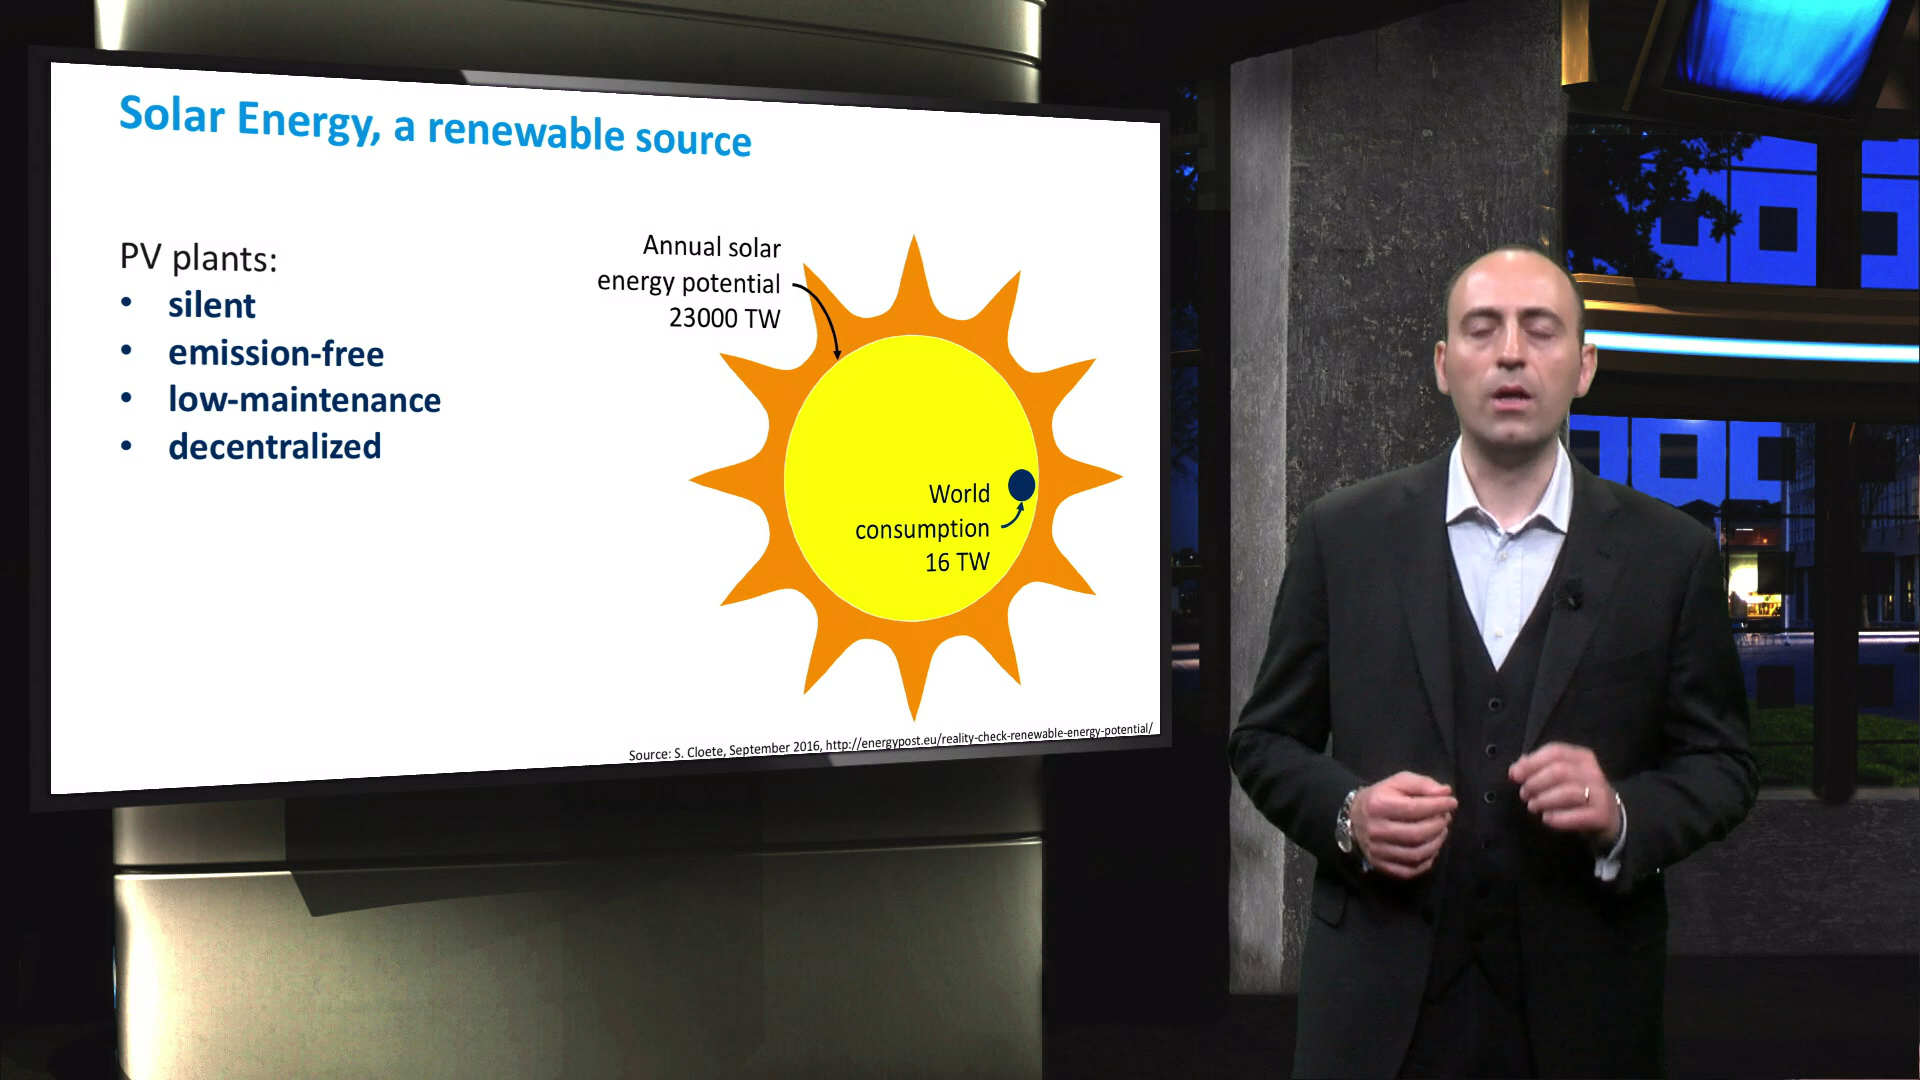 Solar Energy, a renewable source
PV plants:
• silent
• emission-free
• low-maintenance
• decentralized
Annual solar
energy potential
23000 TW
World
consumption
16 TW
Source: S. Cloete, September 2016, http://energypost.eu/reality-check-renewable-energy-potential/